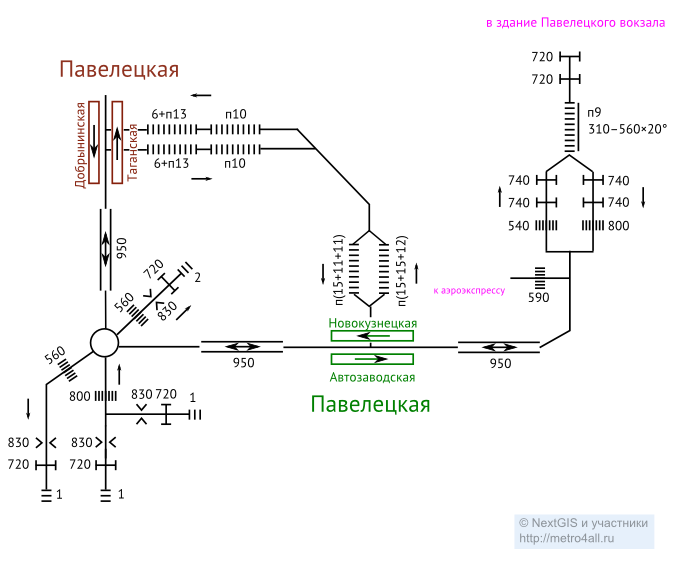 в здание Павелецкого вокзала
720
720
Павелецкая
6+п13
п10
п9
310–560×20°
Добрынинская
Таганская
6+п13
п10
740
740
740
740
540
800
950
720
2
560
830
п(15+11+11)
п(15+15+12)
к аэроэкспрессу
590
Новокузнецкая
560
950
950
Автозаводская
800
830
720
1
Павелецкая
830
830
720
720
1
1
© NextGIS и участники
http://metro4all.ru